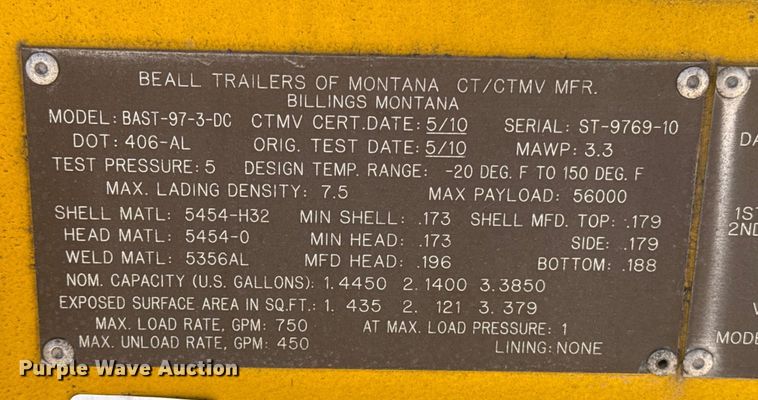 BEALL TRAILERS OF MONTANA CT/CTMV MFR.
BILLINGS MONTANA
MODEL: BAST-97-3-DC CTMV CERT.DATE: 5/10 SERIAL: ST-9769-10
DOT: 406-AL ORIG. TEST DATE: 5/10 MAWP: 3.3
TEST PRESSURE: 5 DESIGN TEMP. RANGE: -20 DEG. F TO 150 DEG. F
MAX. LADING DENSITY: 7.5 MAX PAYLOAD: 56000
SHELL MATL: 5454-H32 MIN SHELL: .173 SHELL MFD. TOP: .179
HEAD MATL: 5454-0 MIN HEAD: .173 SIDE: .179
WELD MATL: 5356AL MFD HEAD: .196 BOTTOM: .188
NOM. CAPACITY (U.S. GALLONS): 1. 4450 2. 1400 3. 3850
EXPOSED SURFACE AREA IN SQ.FT.: 1. 435 2. 121 3. 379
MAX. LOAD RATE, GPM: 750 AT MAX. LOAD PRESSURE: 1
MAX. UNLOAD RATE, GPM: 450 LINING: NONE
DA
1ST
2ND
V
MODE
Purple Wave Auction